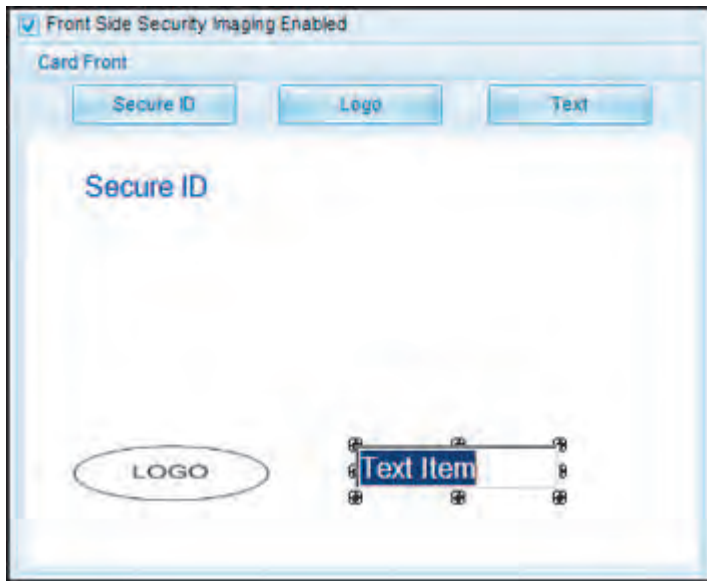 Front Side Security Imaging Enabled
Card Front
Secure ID Logo Text
Secure ID
LOGO Text Item